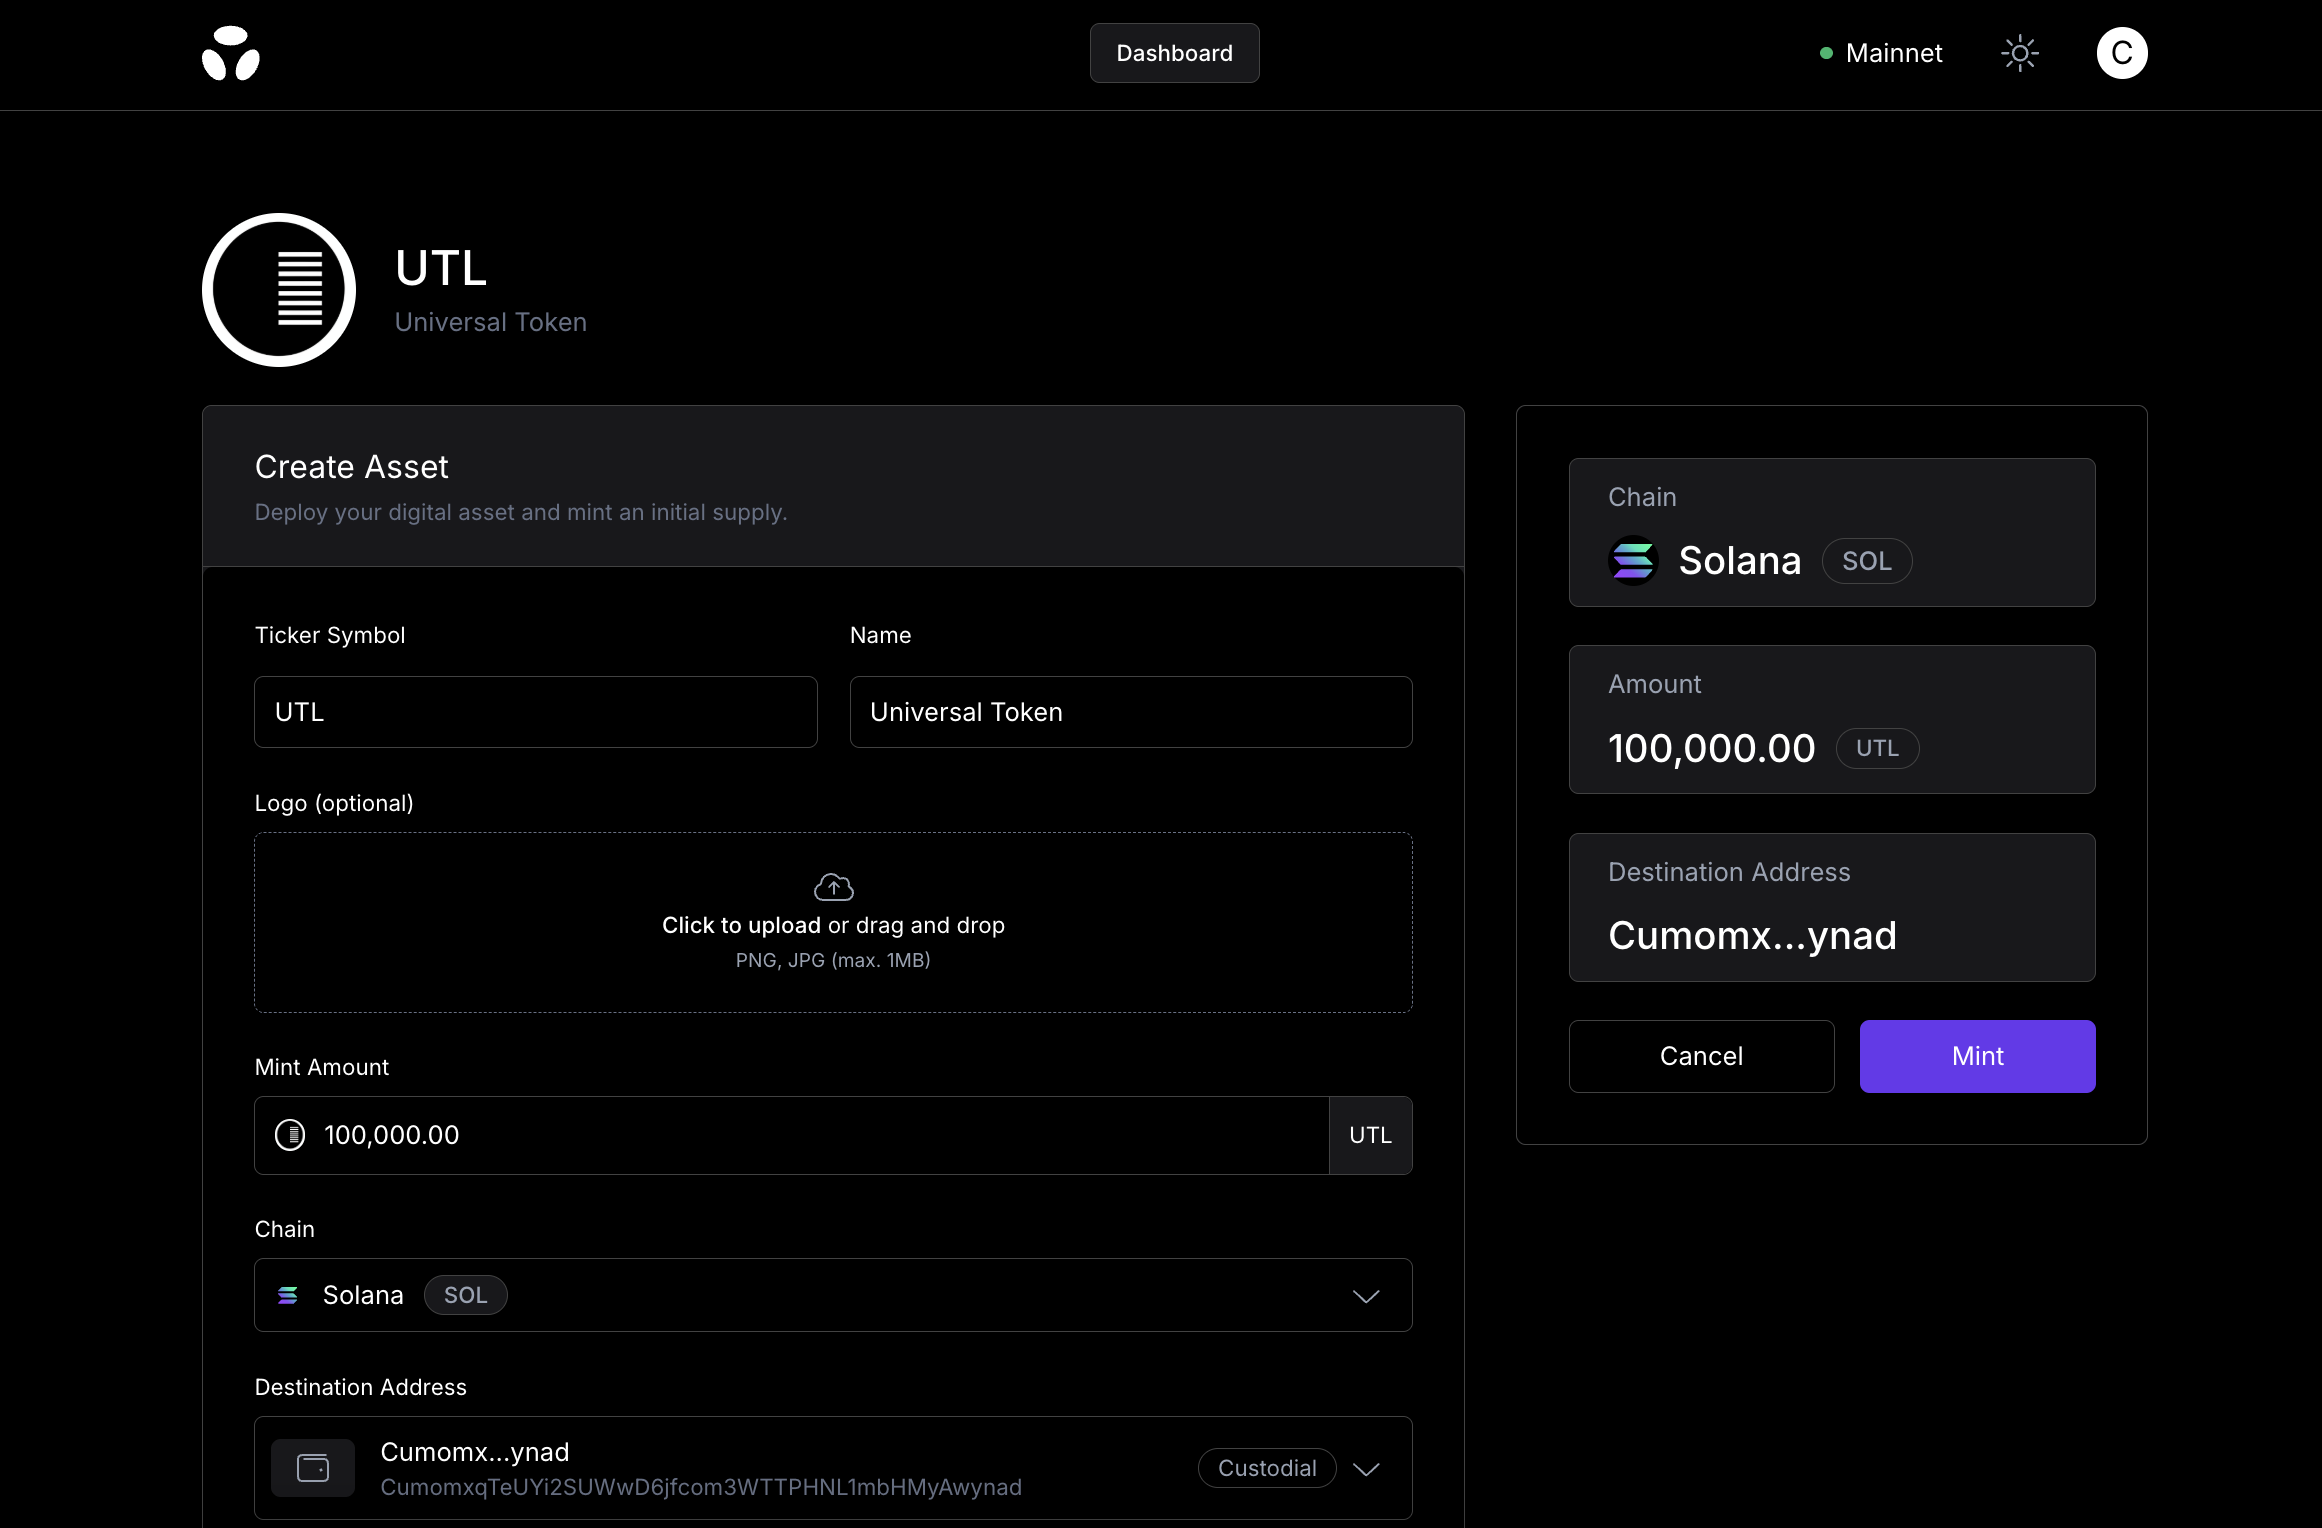 Dashboard
Mainnet
C
UTL
Universal Token
Create Asset
Deploy your digital asset and mint an initial supply.
Ticker Symbol
Name
UTL
Universal Token
Logo (optional)
Click to upload or drag and drop
PNG, JPG (max. 1MB)
Mint Amount
100,000.00
UTL
Chain
Solana SOL
Destination Address
Cumomx...ynad
CumomxqTeUYi2SUWwD6jfcom3WTTPHNL1mbHMyAwynad
Custodial
Chain
Solana SOL
Amount
100,000.00 UTL
Destination Address
Cumomx...ynad
Cancel
Mint